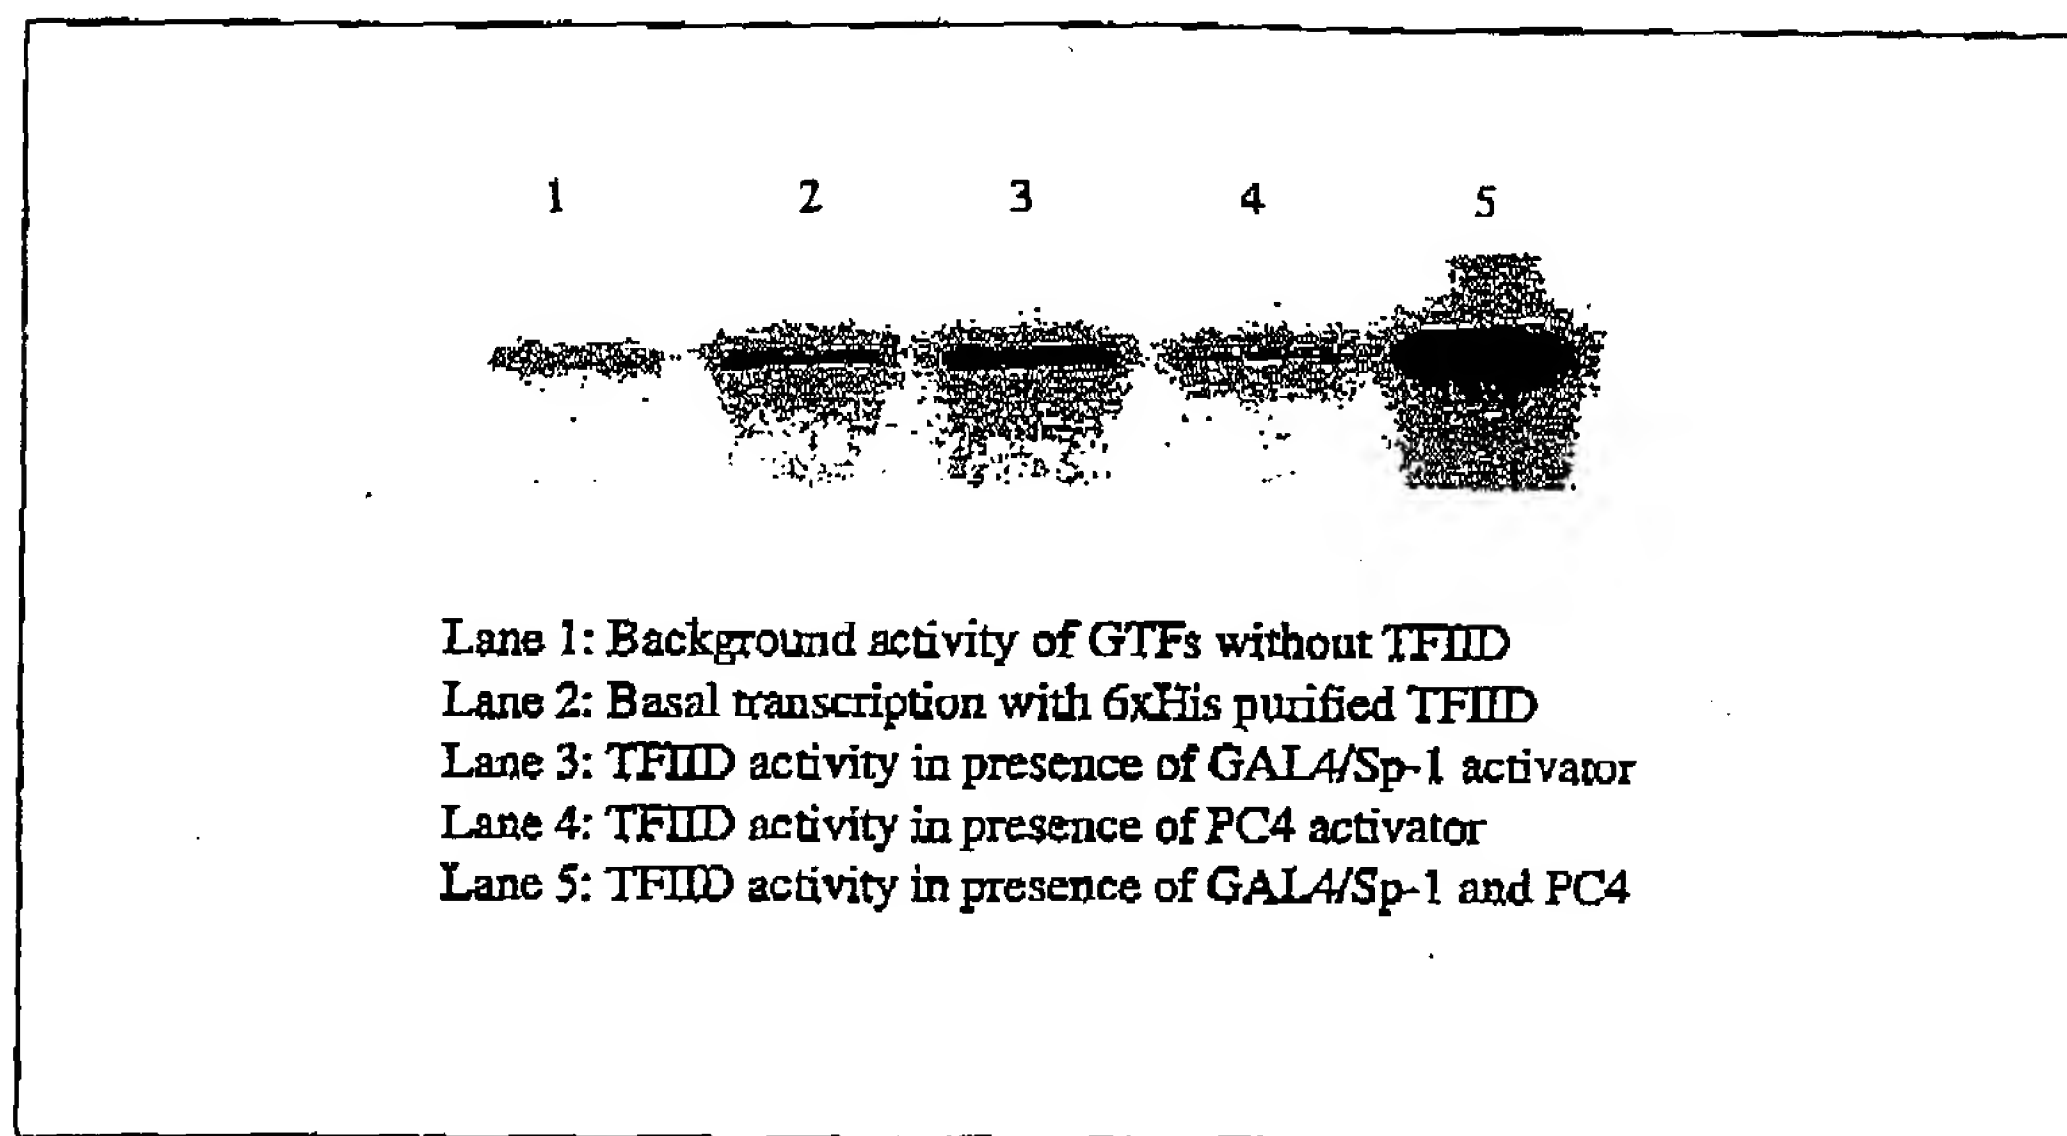 1 2 3 4 5
Lane 1: Background activity of GTFs without TFIID
Lane 2: Basal transcription with 6xHis purified TFIID
Lane 3: TFIID activity in presence of GAL4/Sp-1 activator
Lane 4: TFIID activity in presence of PC4 activator
Lane 5: TFIID activity in presence of GAL4/Sp-1 and PC4